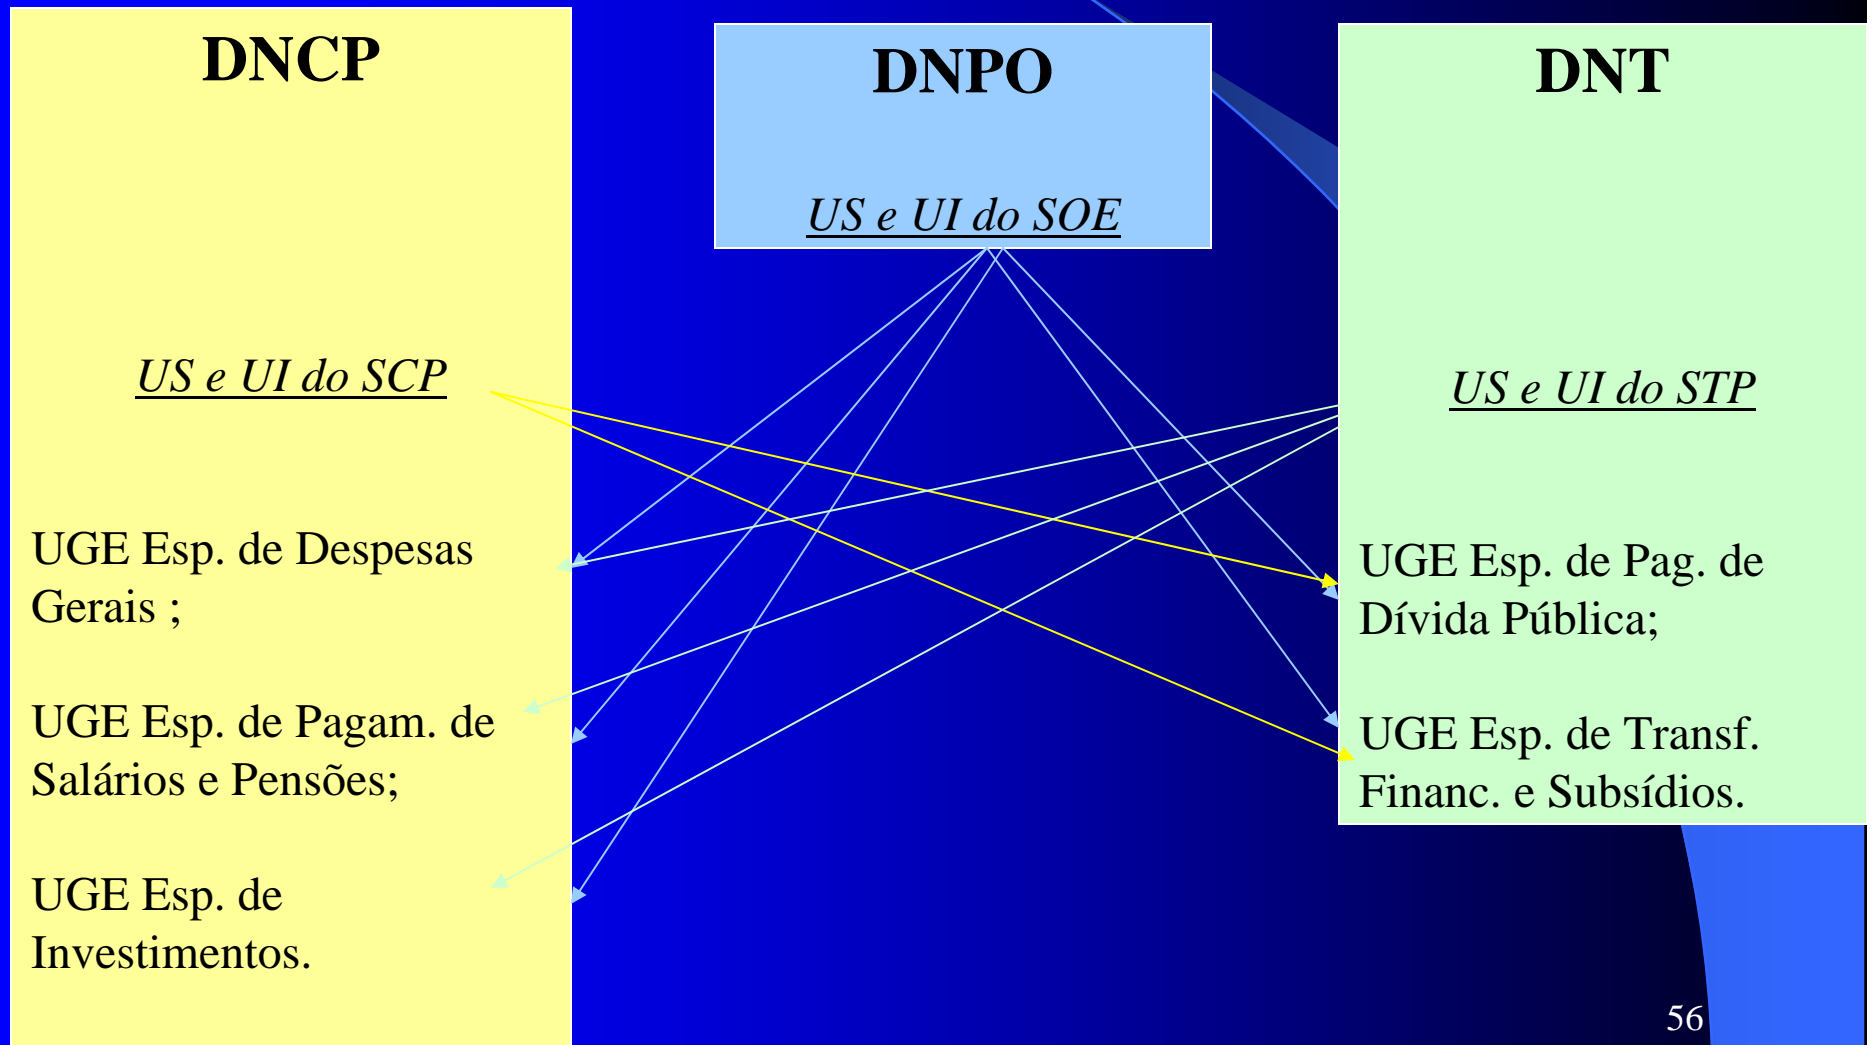 DNCP
US e UI do SCP
UGE Esp. de Despesas
Gerais ;
UGE Esp. de Pagam. de
Salários e Pensões;
UGE Esp. de
Investimentos.
DNPO
US e UI do SOE
DNT
US e UI do STP
UGE Esp. de Pag. de
Dívida Pública;
UGE Esp. de Transf.
Financ. e Subsídios.
56